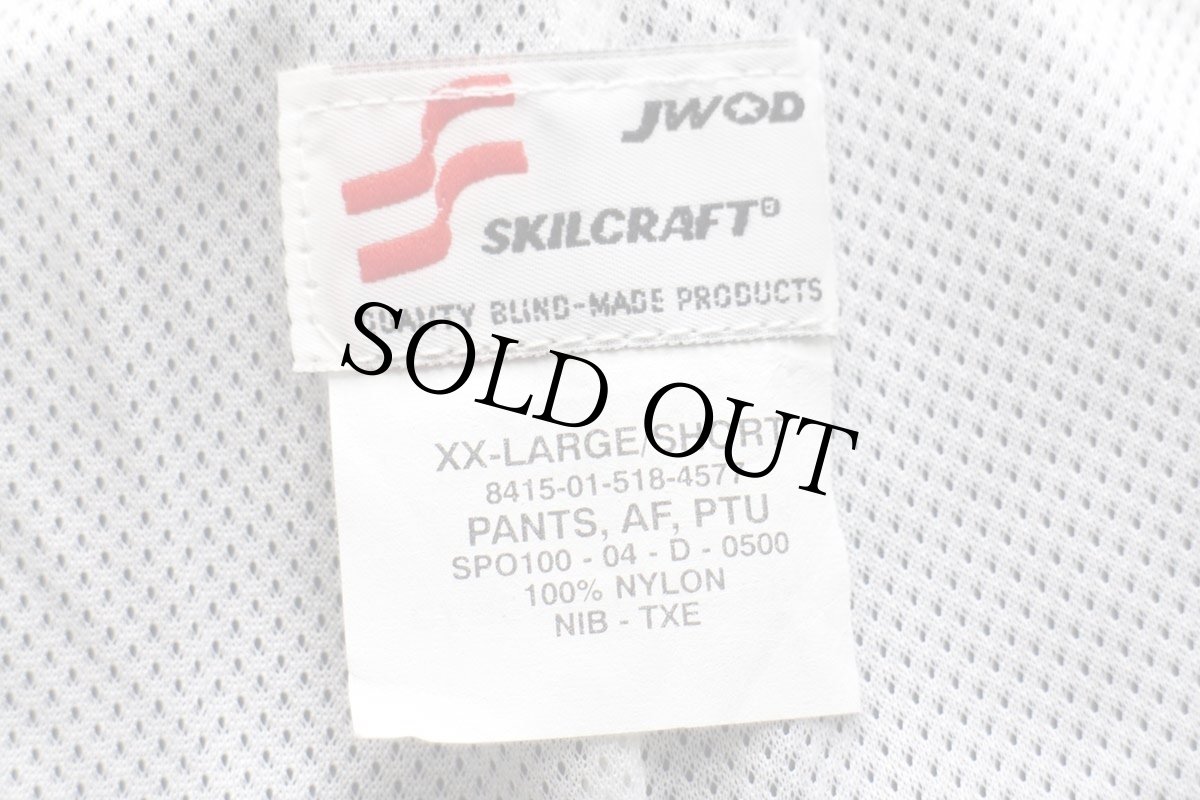 JWOD
SKILCRAFT®
QUALITY BLIND-MADE PRODUCTS
SOLD OUT
XX-LARGE/SHORT
8415-01-518-4577
PANTS, AF, PTU
SPO100 - 04 - D - 0500
100% NYLON
NIB - TXE